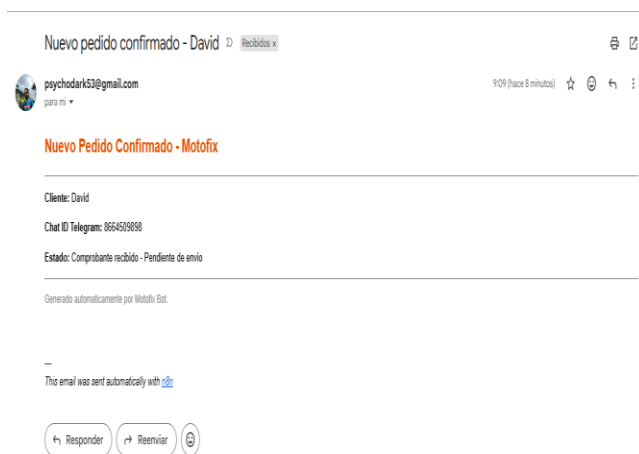 Nuevo pedido confirmado - David Recibidos x
psychodark53@gmail.com 9:09 (hace 8 minutos)
para mí
Nuevo Pedido Confirmado - Motofix
Cliente: David
Chat ID Telegram: 8664509898
Estado: Comprobante recibido - Pendiente de envío
Generado automaticamente por Motofix Bot.
—
This email was sent automatically with n8n
Responder Reenviar